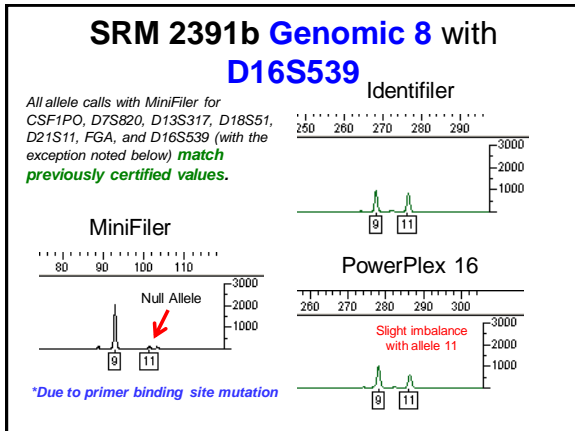 SRM 2391b Genomic 8 with
D16S539
All allele calls with MiniFiler for
CSF1PO, D7S820, D13S317, D18S51,
D21S11, FGA, and D16S539 (with the
exception noted below) match
previously certified values.
Identifiler
250 260 270 280 290
3000
2000
1000
9 11
MiniFiler
80 90 100 110
Null Allele
3000
2000
1000
9 11
*Due to primer binding site mutation
PowerPlex 16
260 270 280 290 300
Slight imbalance
with allele 11
3000
2000
1000
9 11